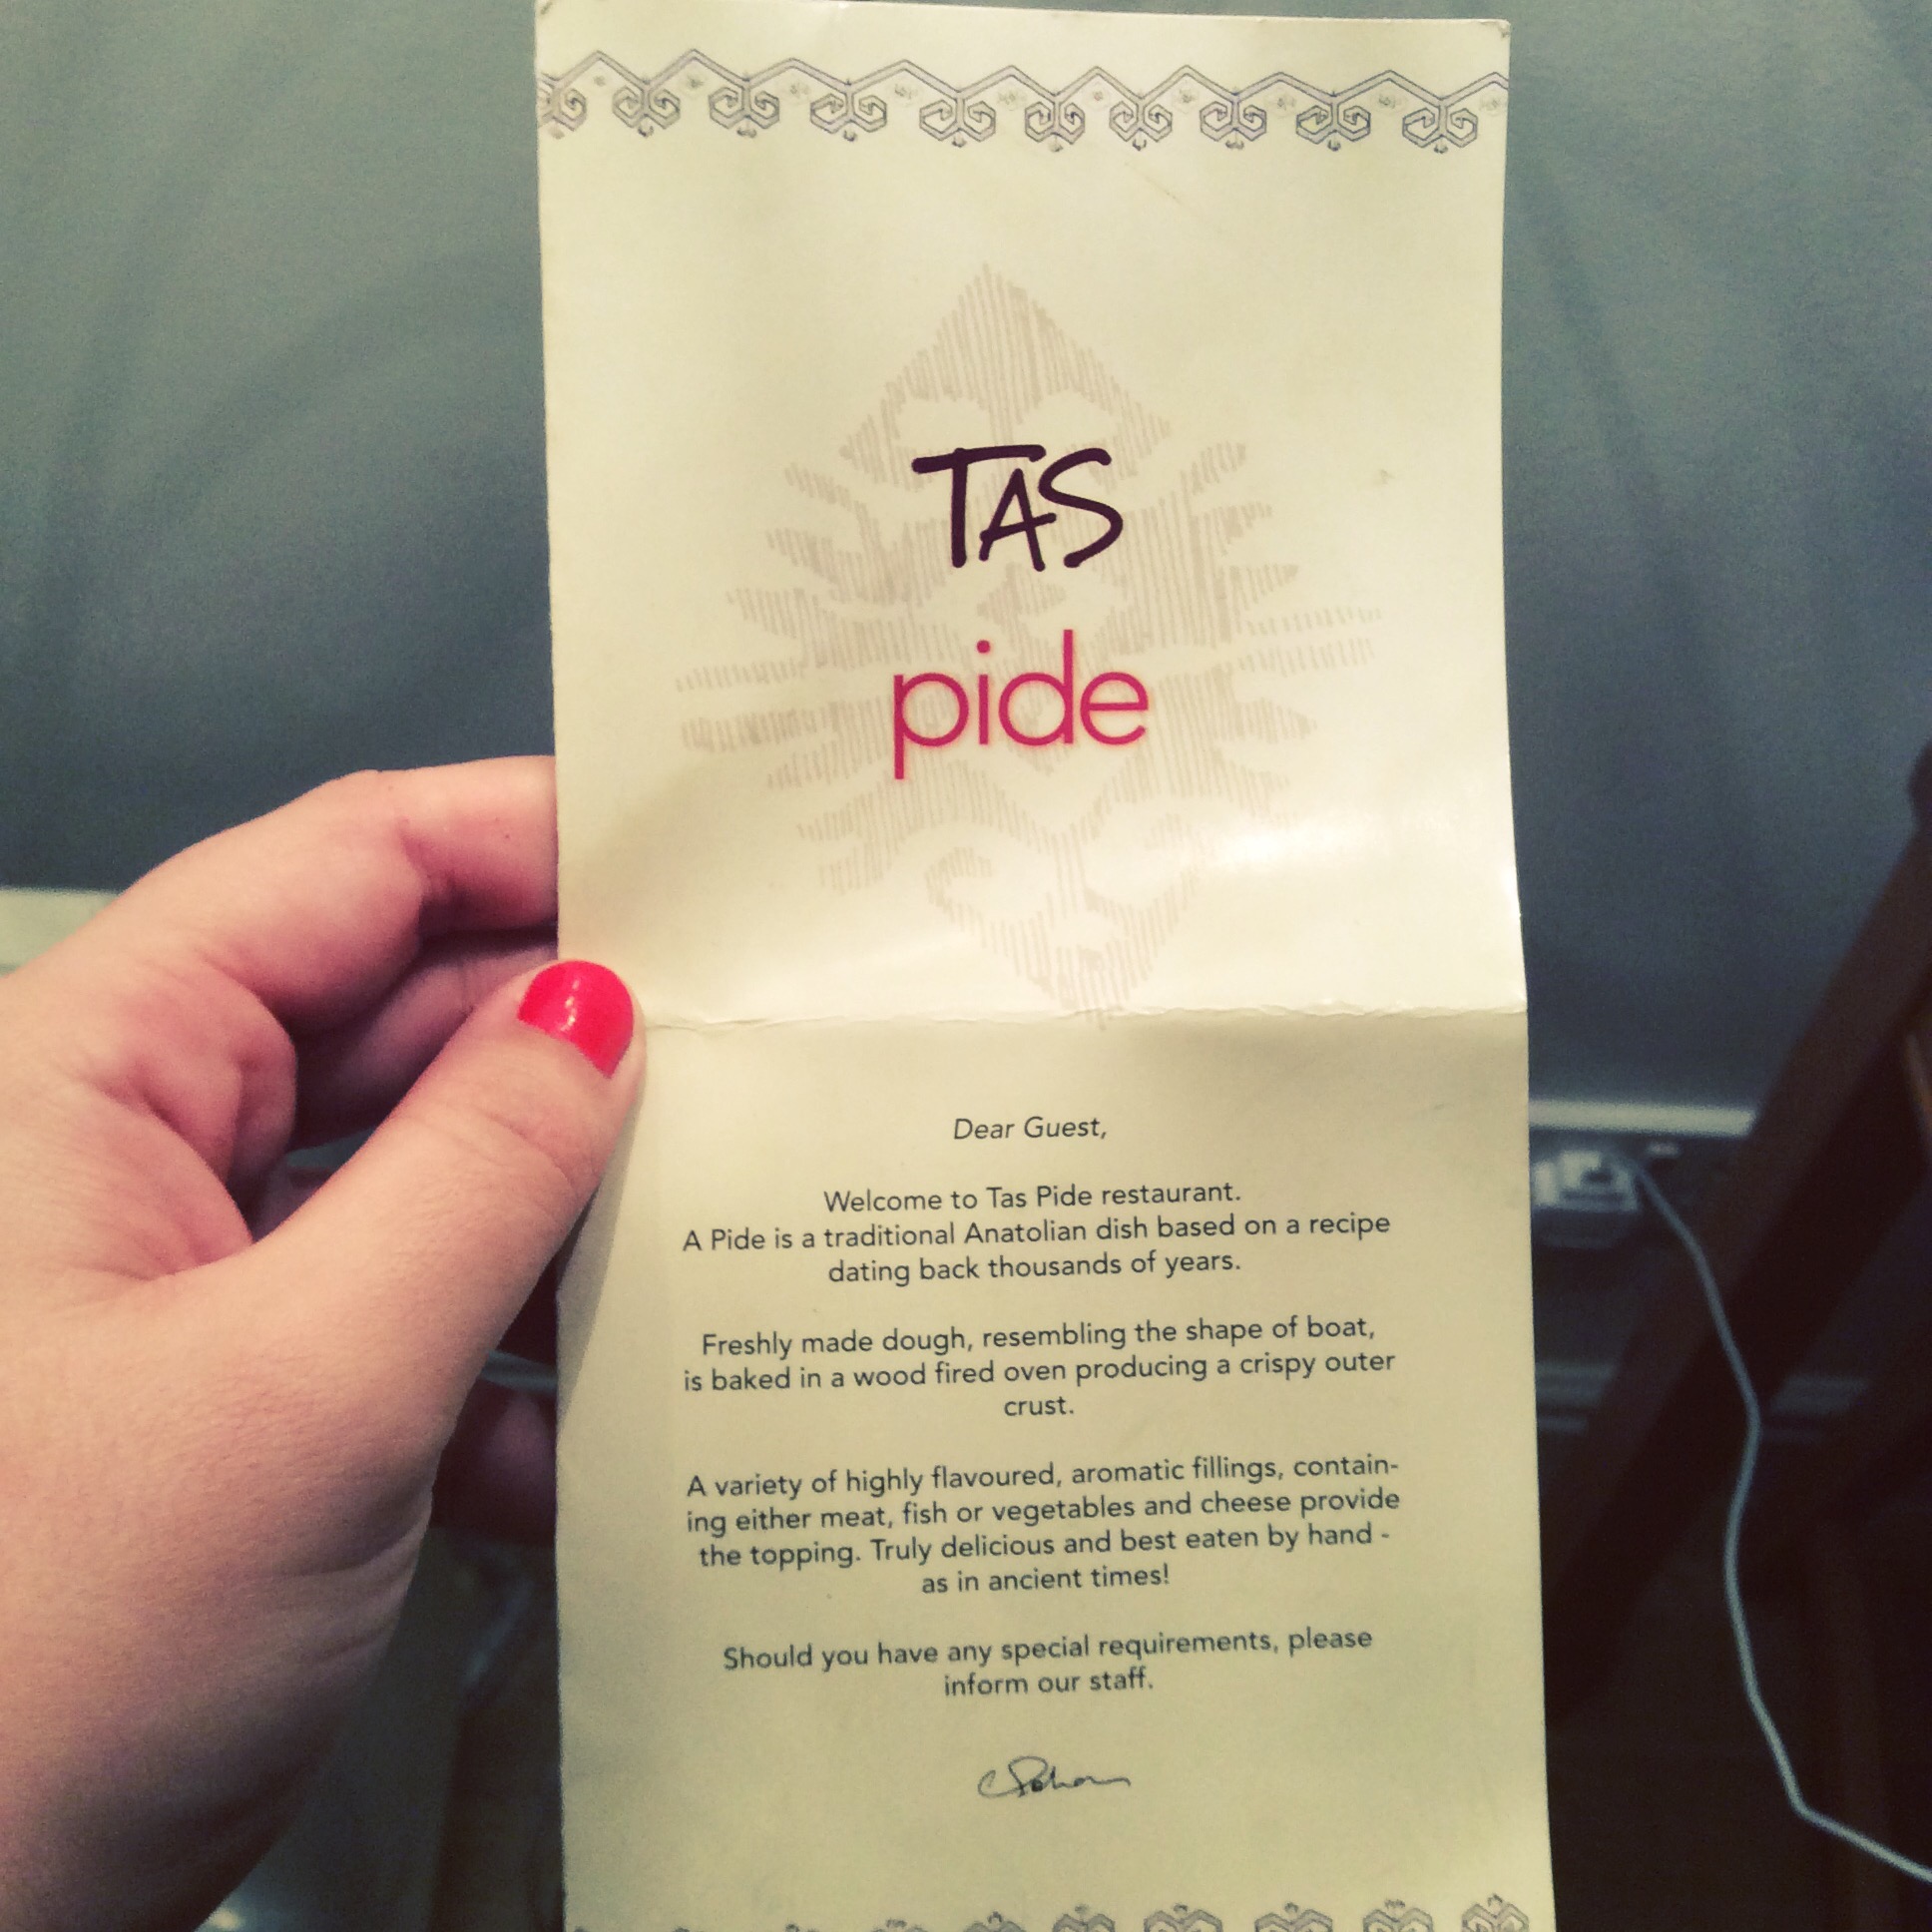 TAS
pide
Dear Guest,
Welcome to Tas Pide restaurant.
A Pide is a traditional Anatolian dish based on a recipe
dating back thousands of years.
Freshly made dough, resembling the shape of boat,
is baked in a wood fired oven producing a crispy outer
crust.
A variety of highly flavoured, aromatic fillings, contain-
ing either meat, fish or vegetables and cheese provide
the topping. Truly delicious and best eaten by hand -
as in ancient times!
Should you have any special requirements, please
inform our staff.